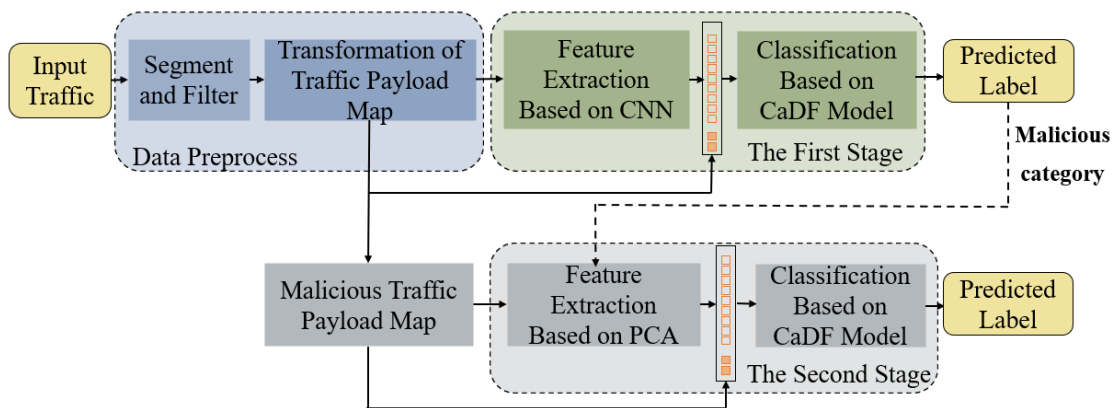 Input
Traffic
Segment
and Filter
Transformation of
Traffic Payload
Map
Data Preprocess
Feature
Extraction
Based on CNN
Classification
Based on
CaDF Model
The First Stage
Predicted
Label
Malicious
category
Malicious Traffic
Payload Map
Feature
Extraction
Based on PCA
Classification
Based on
CaDF Model
The Second Stage
Predicted
Label